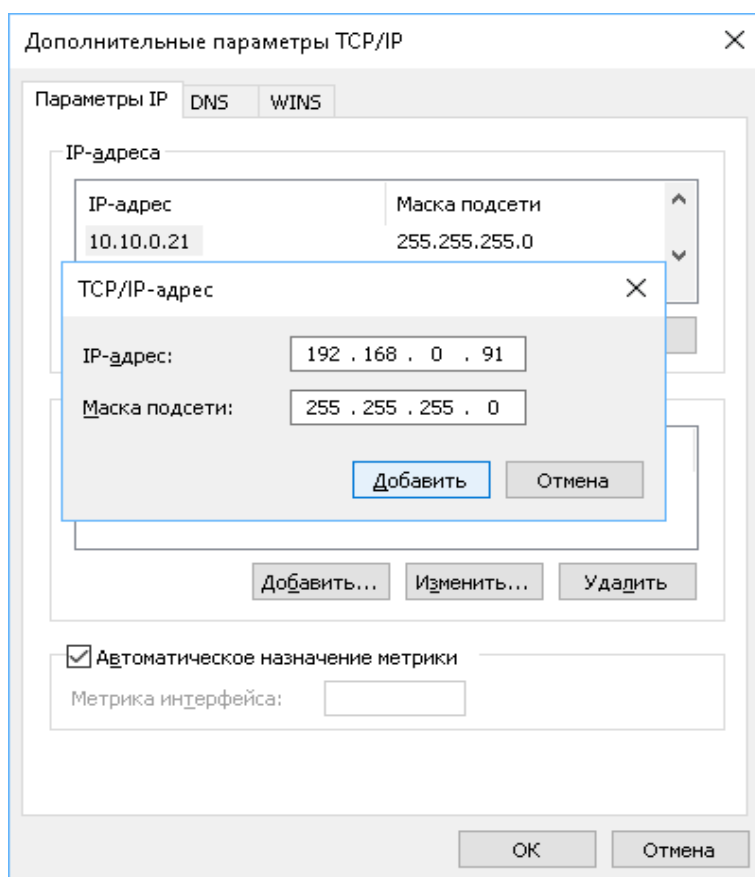 Дополнительные параметры TCP/IP
Параметры IP DNS WINS
IP-адреса
IP-адрес Маска подсети
10.10.0.21 255.255.255.0
TCP/IP-адрес
IP-адрес: 192 . 168 . 0 . 91
Маска подсети: 255 . 255 . 255 . 0
Добавить Отмена
Добавить... Изменить... Удалить
Автоматическое назначение метрики
Метрика интерфейса:
ОК Отмена